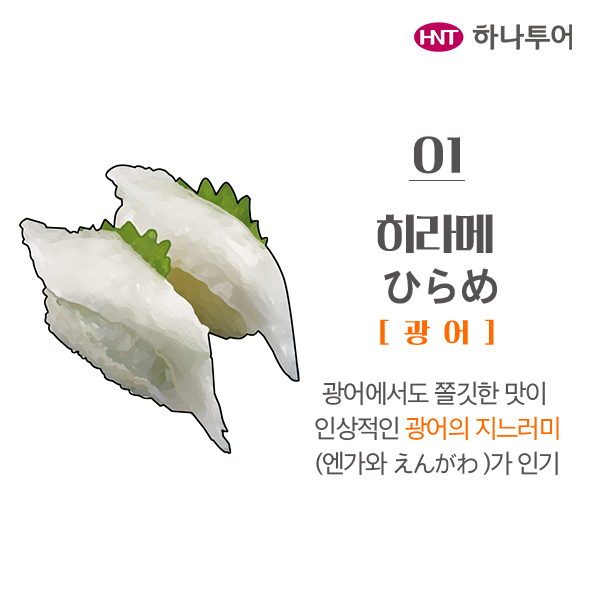 HNT 하나투어
01
히라메
ひらめ
[ 광 어 ]
광어에서도 쫄깃한 맛이
인상적인 광어의 지느러미
(엔가와 えんがわ )가 인기